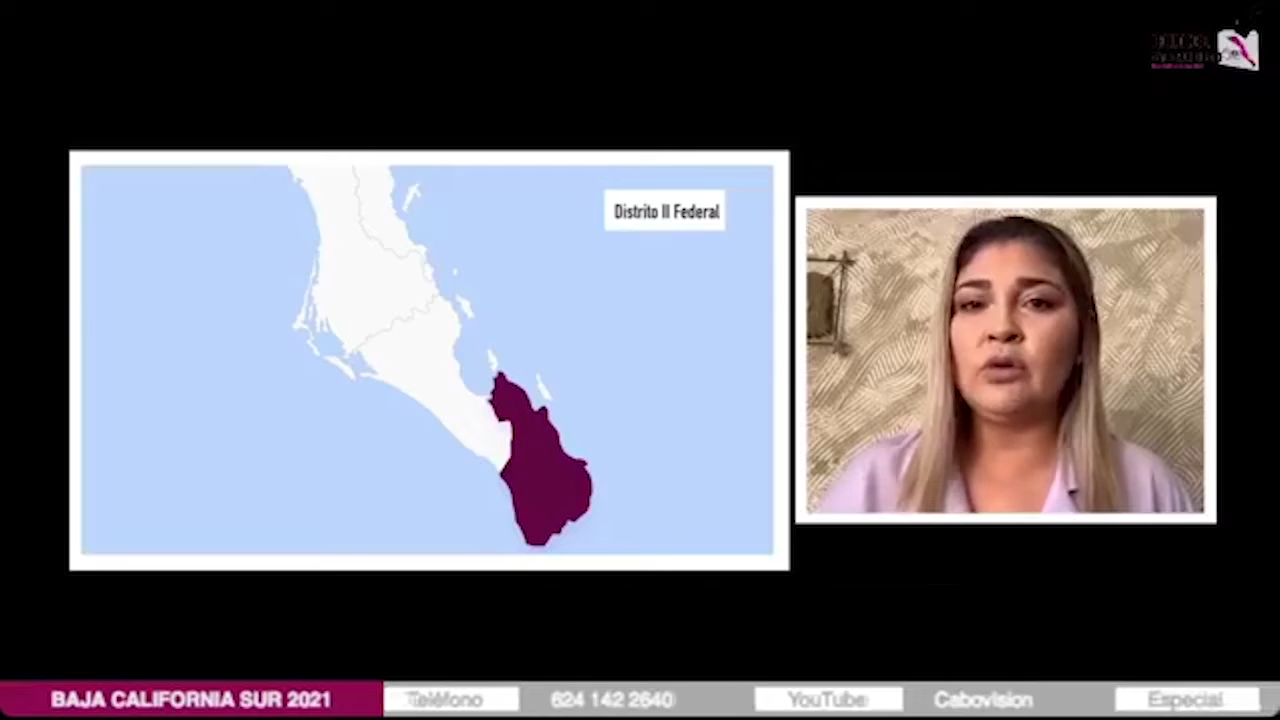 Distrito II Federal
BAJA CALIFORNIA SUR 2021
Teléfono
624 142 2640
YouTube
Cabovision
Especial